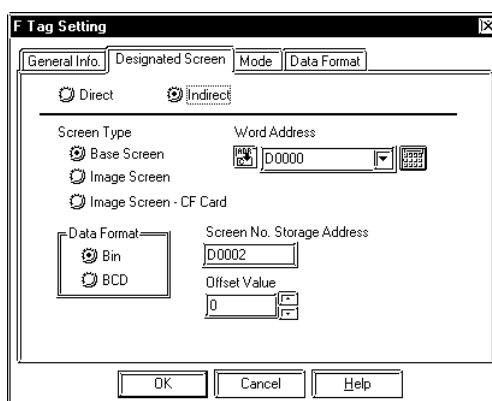 F Tag Setting
General Info. Designated Screen Mode Data Format
Direct Indirect
Screen Type Word Address
Base Screen D0000
Image Screen
Image Screen - CF Card
Data Format Screen No. Storage Address
Bin D0002
BCD Offset Value
0
OK Cancel Help